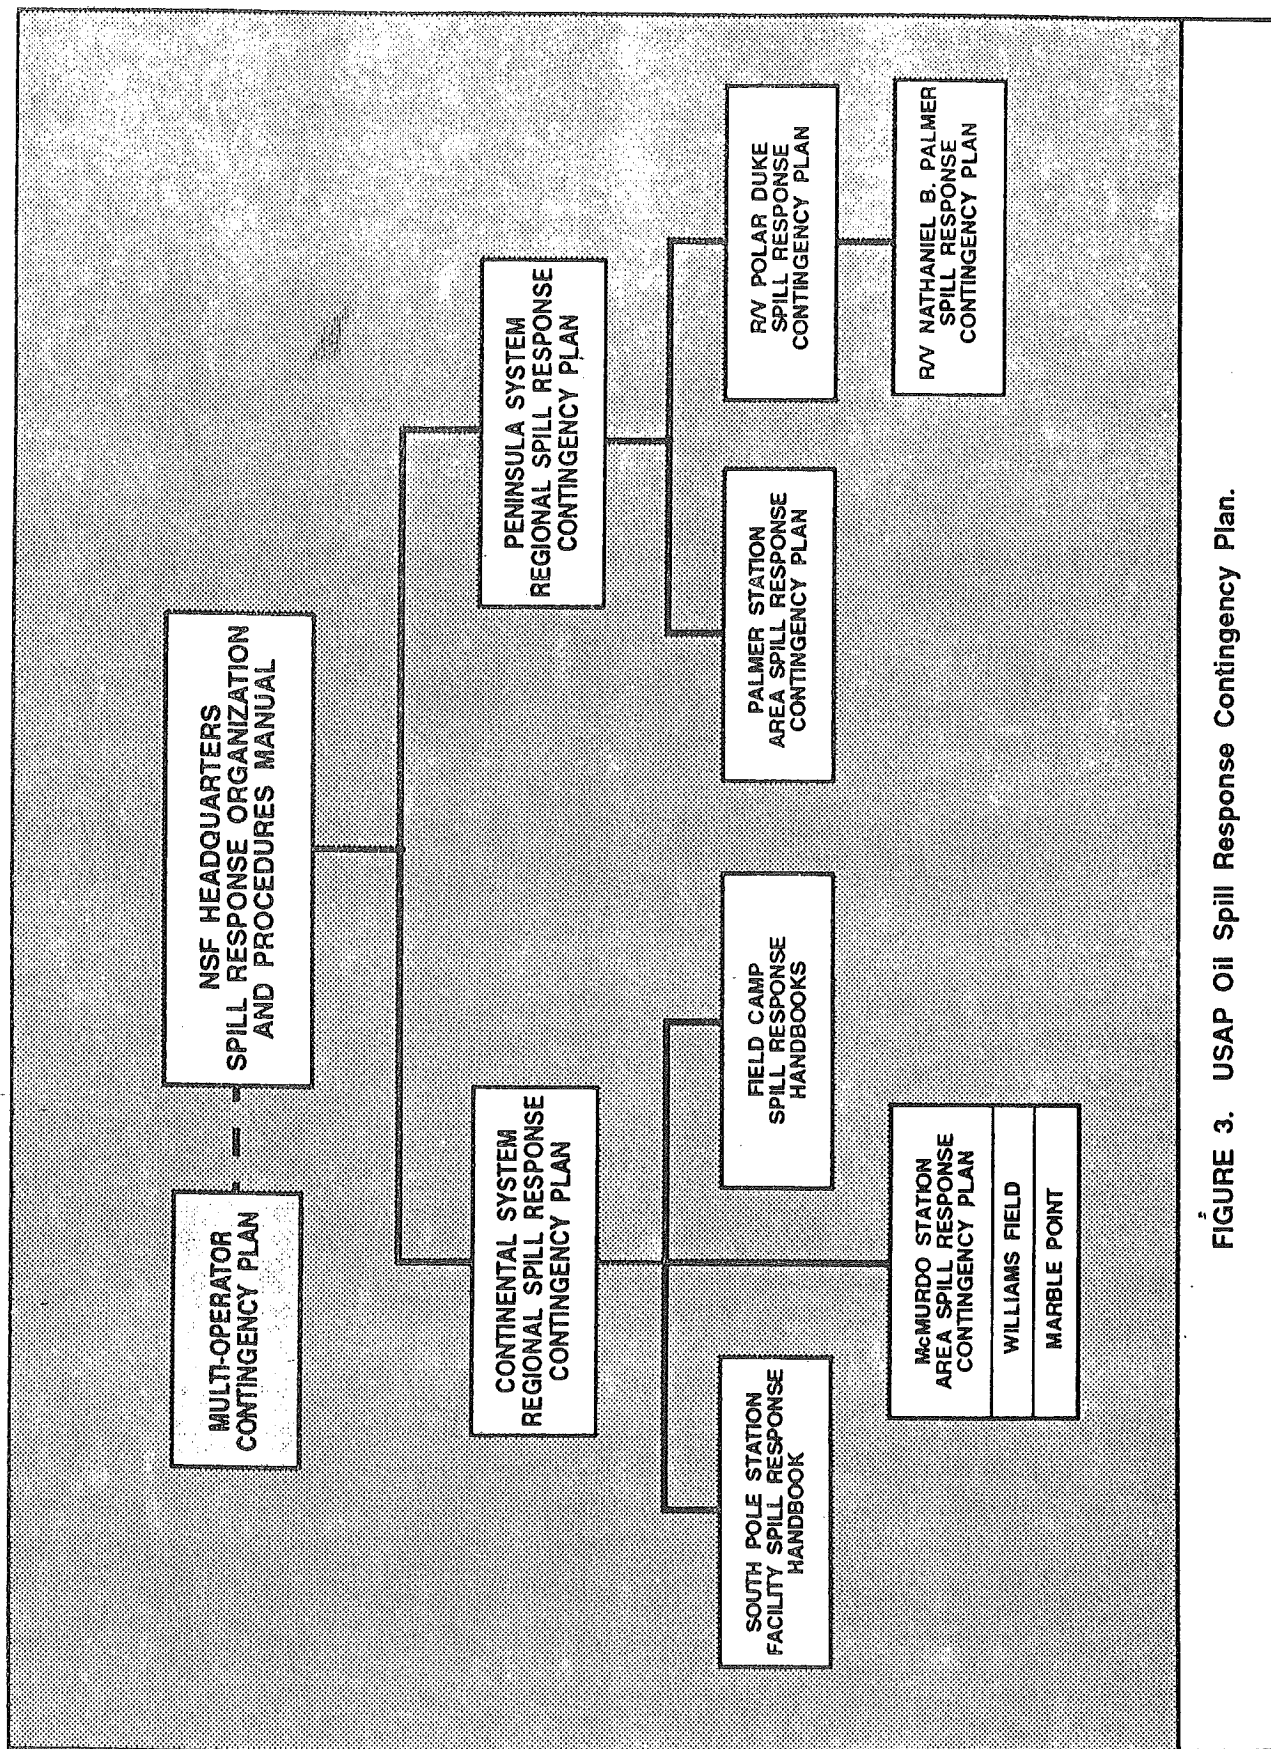 MULTI-OPERATOR
CONTINGENCY PLAN
NSF HEADQUARTERS
SPILL RESPONSE ORGANIZATION
AND PROCEDURES MANUAL
CONTINENTAL SYSTEM
REGIONAL SPILL RESPONSE
CONTINGENCY PLAN
PENINSULA SYSTEM
REGIONAL SPILL RESPONSE
CONTINGENCY PLAN
SOUTH POLE STATION
FACILITY SPILL RESPONSE
HANDBOOK
FIELD CAMP
SPILL RESPONSE
HANDBOOKS
PALMER STATION
AREA SPILL RESPONSE
CONTINGENCY PLAN
R/V POLAR DUKE
SPILL RESPONSE
CONTINGENCY PLAN
McMURDO STATION
AREA SPILL RESPONSE
CONTINGENCY PLAN
WILLIAMS FIELD
MARBLE POINT
R/V NATHANIEL B. PALMER
SPILL RESPONSE
CONTINGENCY PLAN
FIGURE 3. USAP Oil Spill Response Contingency Plan.